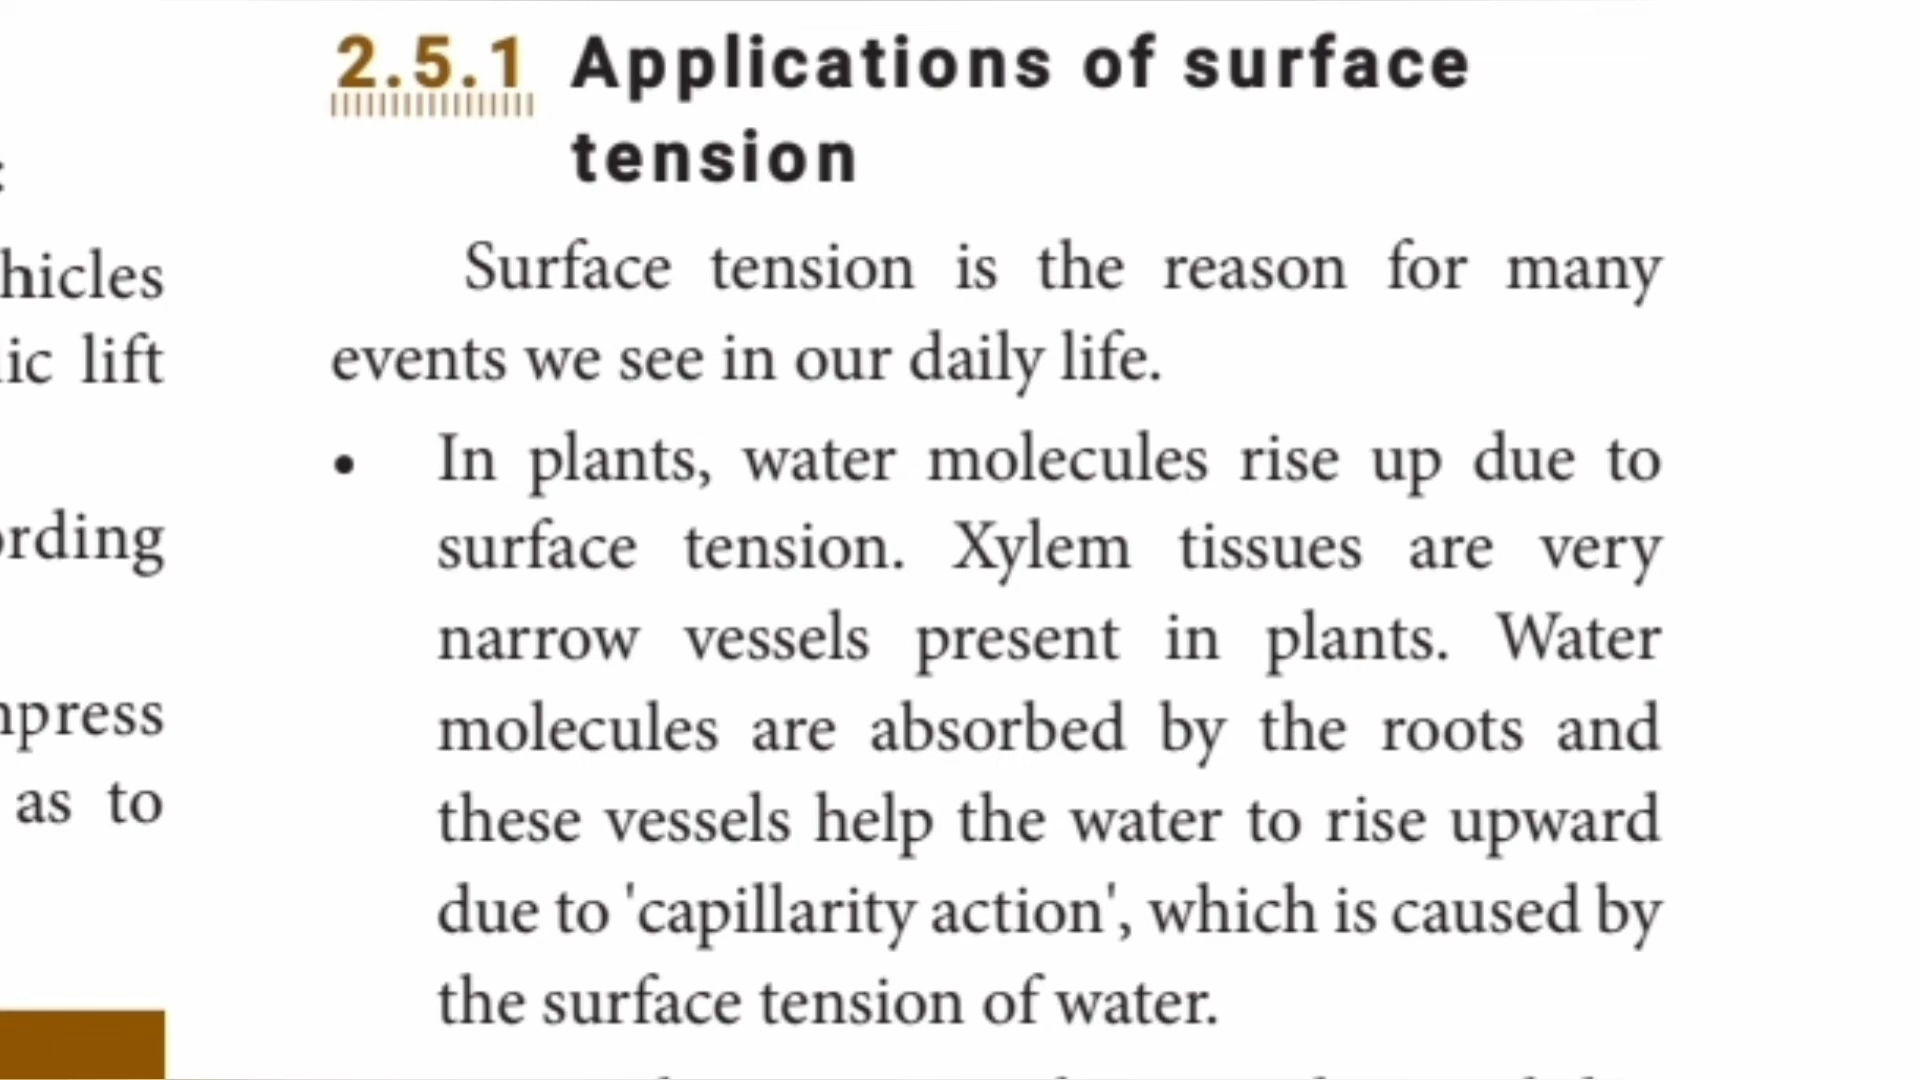 hicles
ic lift
ording
press
as to
2.5.1 Applications of surface
tension
Surface tension is the reason for many
events we see in our daily life.
• In plants, water molecules rise up due to
surface tension. Xylem tissues are very
narrow vessels present in plants. Water
molecules are absorbed by the roots and
these vessels help the water to rise upward
due to 'capillarity action', which is caused by
the surface tension of water.